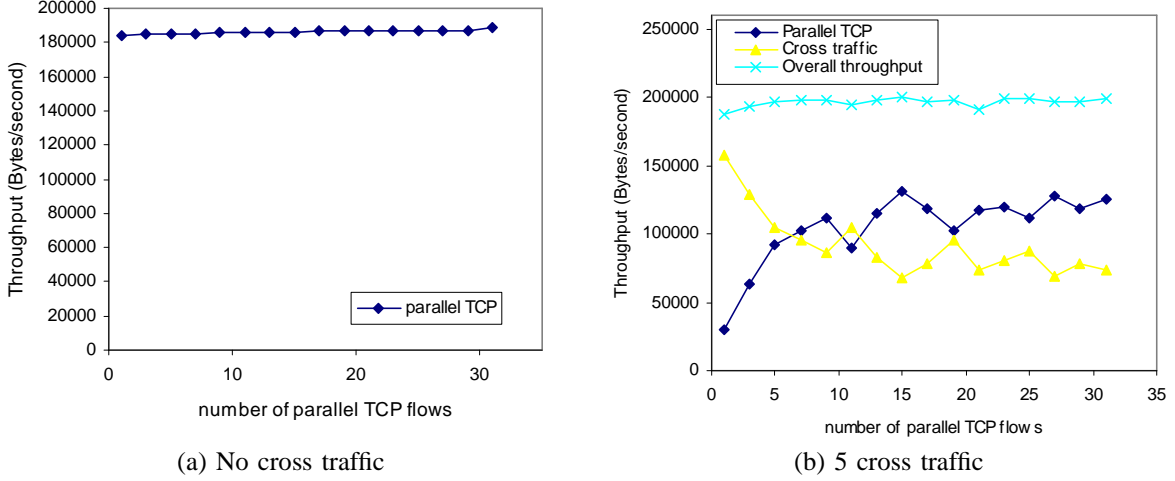 200000
180000
160000
140000
120000
100000
80000
60000
40000
20000
0
Throughput (Bytes/second)
parallel TCP
0 10 20 30
number of parallel TCP flows
(a) No cross traffic
250000
200000
150000
100000
50000
0
Throughput (Bytes/second)
Parallel TCP
Cross traffic
Overall throughput
0 5 10 15 20 25 30 35
number of parallel TCP flows
(b) 5 cross traffic